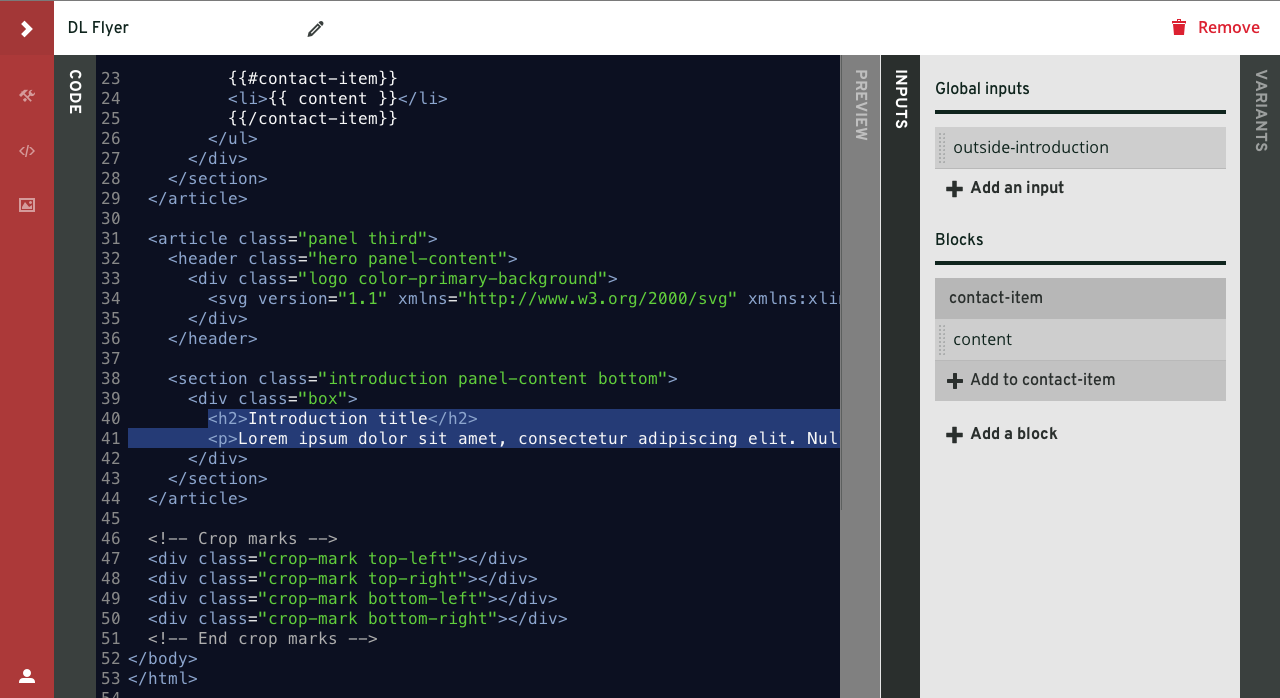 DL Flyer
Remove
CODE
23 {{#contact-item}}
24 <li>{{ content }}</li>
25 {{/contact-item}}
26 </ul>
27 </div>
28 </section>
29 </article>
30
31 <article class="panel third">
32 <header class="hero panel-content">
33 <div class="logo color-primary-background">
34 <svg version="1.1" xmlns="http://www.w3.org/2000/svg" xmlns:xlin
35 </div>
36 </header>
37
38 <section class="introduction panel-content bottom">
39 <div class="box">
40 <h2>Introduction title</h2>
41 <p>Lorem ipsum dolor sit amet, consectetur adipiscing elit. Nul
42 </div>
43 </section>
44 </article>
45
46 <!-- Crop marks -->
47 <div class="crop-mark top-left"></div>
48 <div class="crop-mark top-right"></div>
49 <div class="crop-mark bottom-left"></div>
50 <div class="crop-mark bottom-right"></div>
51 <!-- End crop marks -->
52 </body>
53 </html>
54
PREVIEW
INPUTS
Global inputs
outside-introduction
Add an input
Blocks
contact-item
content
Add to contact-item
Add a block
VARIANTS